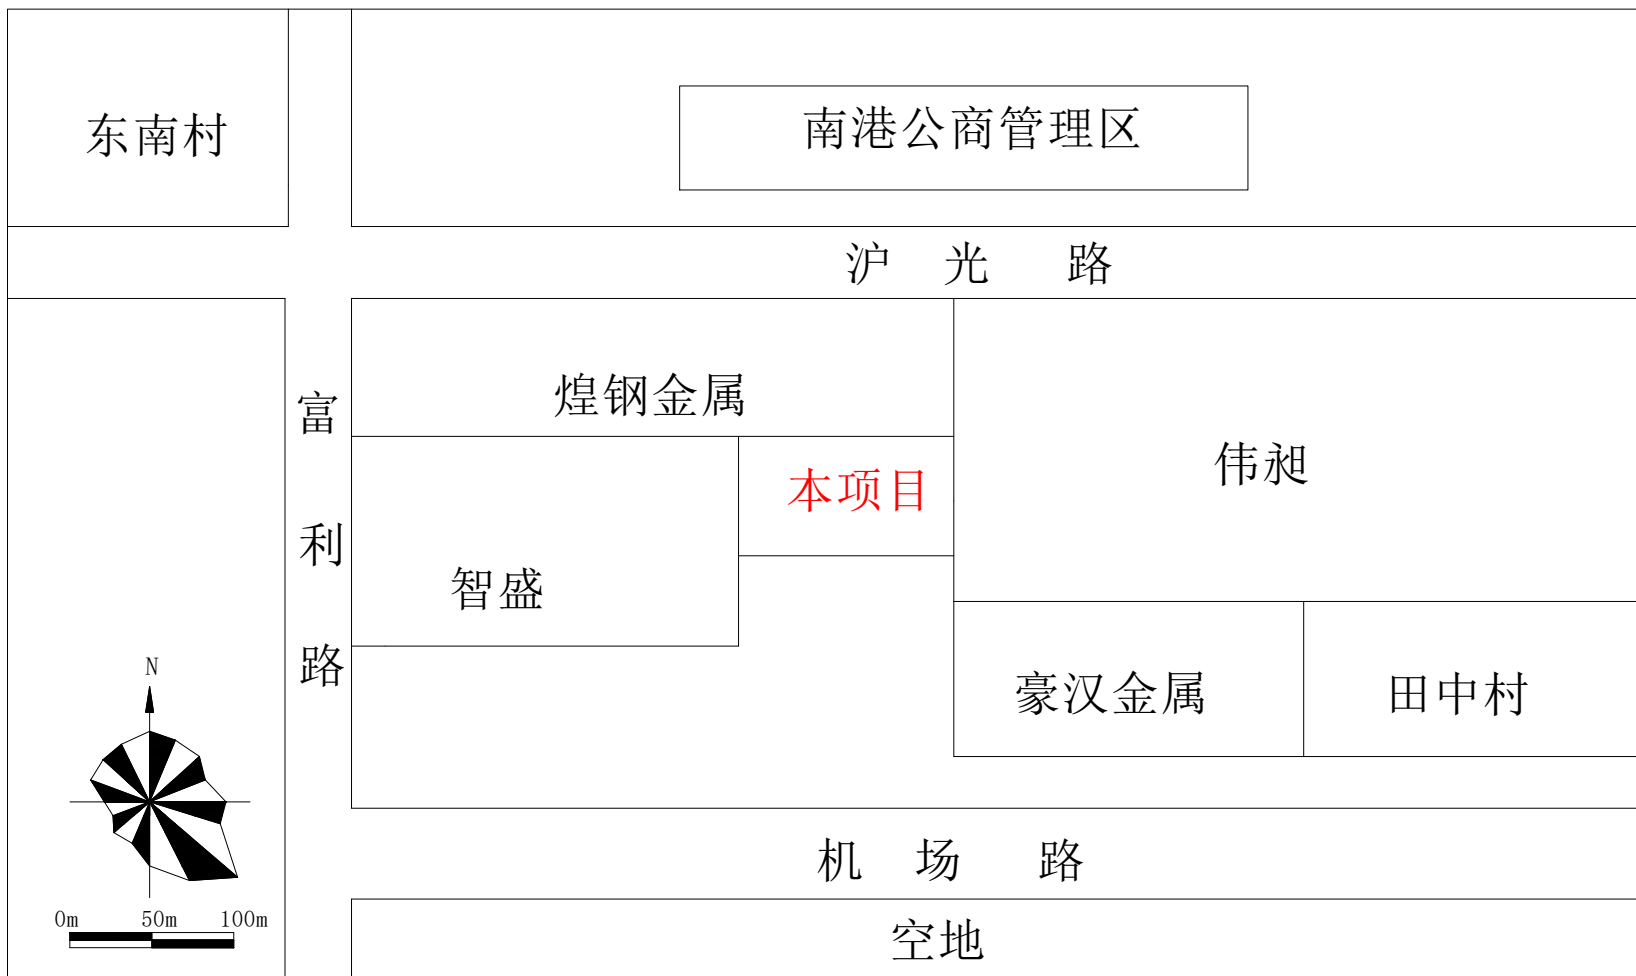 东南村
南港公商管理区
沪光路
煌钢金属
富利路
本项目
伟昶
智盛
豪汉金属
田中村
N
机场路
0m 50m 100m
空地